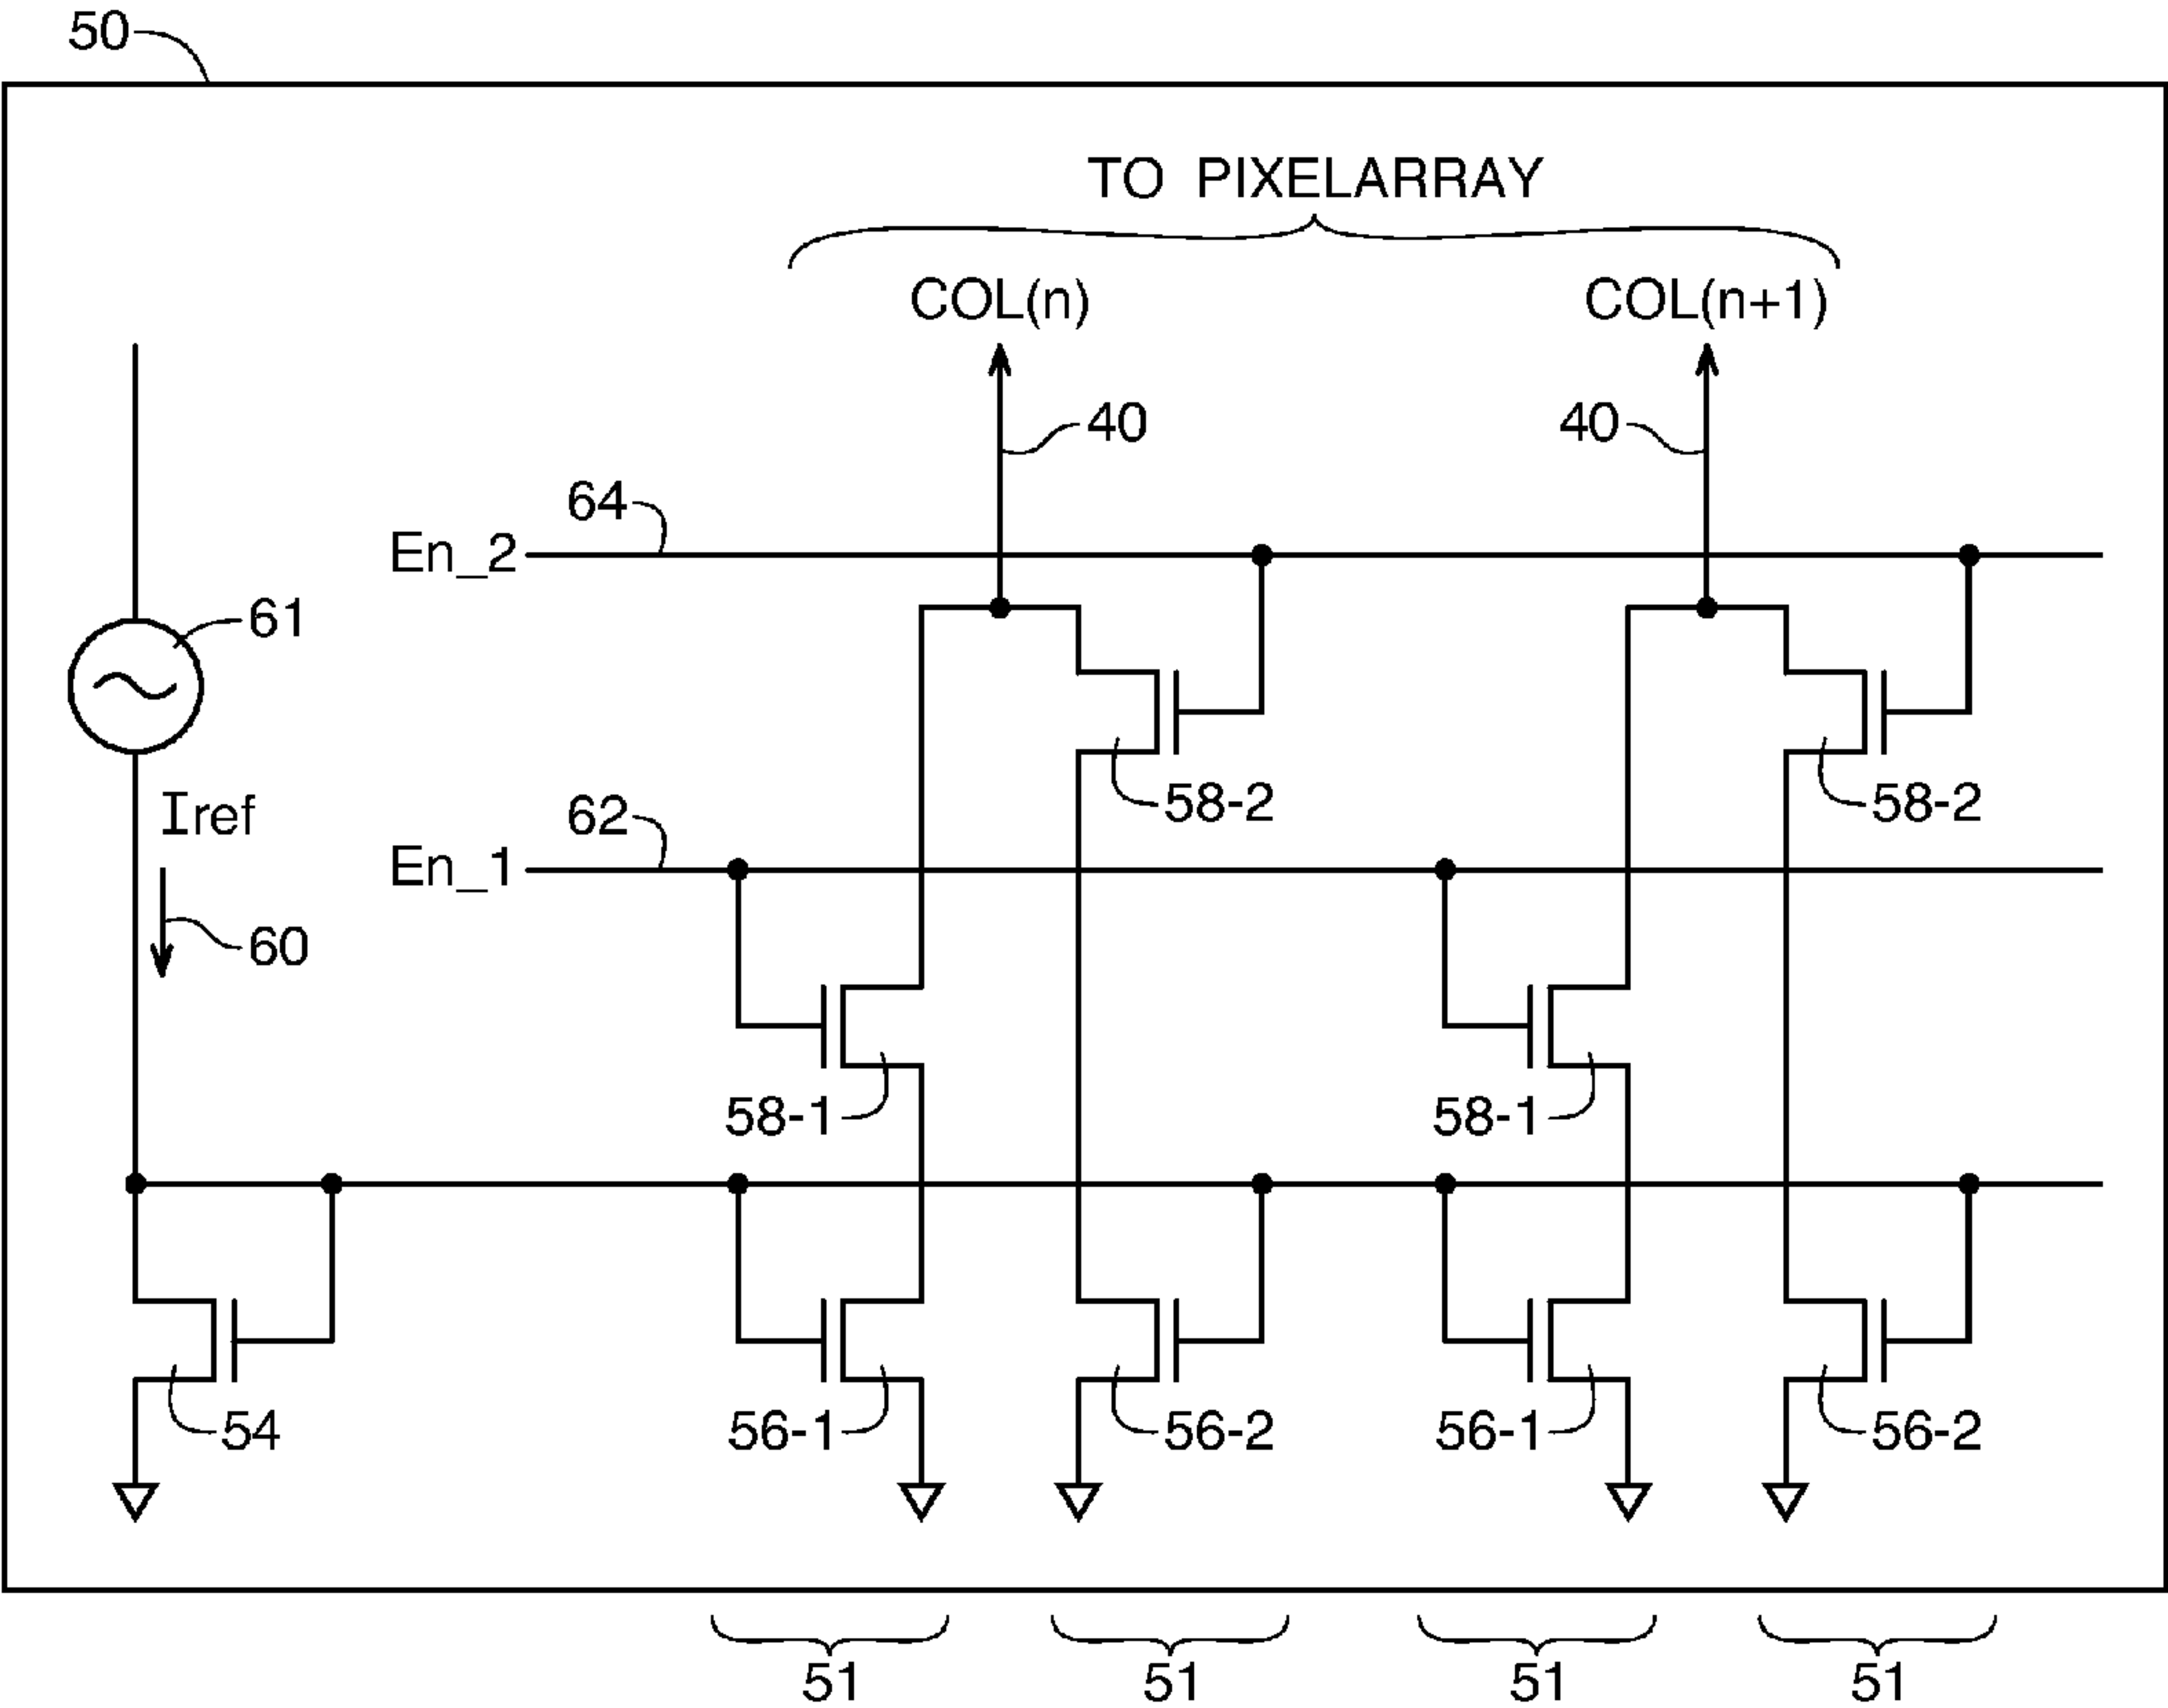 50
TO PIXELARRAY
COL(n) COL(n+1)
40 40
64
En_2
61
58-2 58-2
Iref
62
En_1
60
58-1 58-1
54 56-1 56-2 56-1 56-2
51 51 51 51